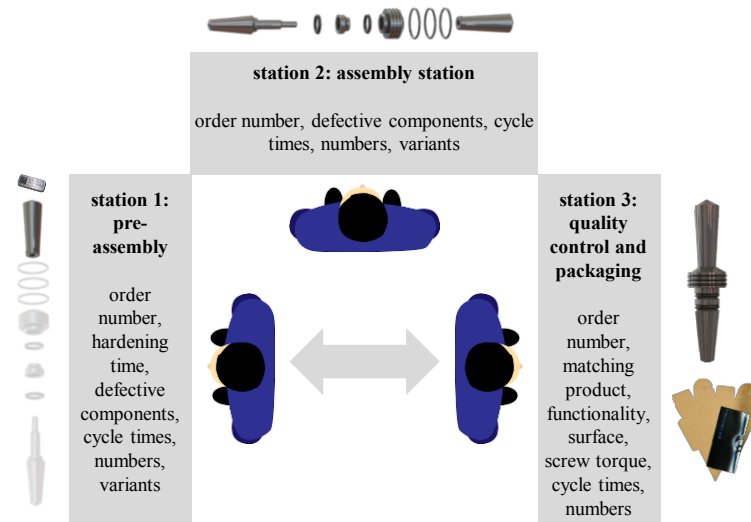 station 2: assembly station
order number, defective components, cycle
times, numbers, variants
station 1:
pre-
assembly
order
number,
hardening
time,
defective
components,
cycle times,
numbers,
variants
station 3:
quality
control and
packaging
order
number,
matching
product,
functionality,
surface,
screw torque,
cycle times,
numbers